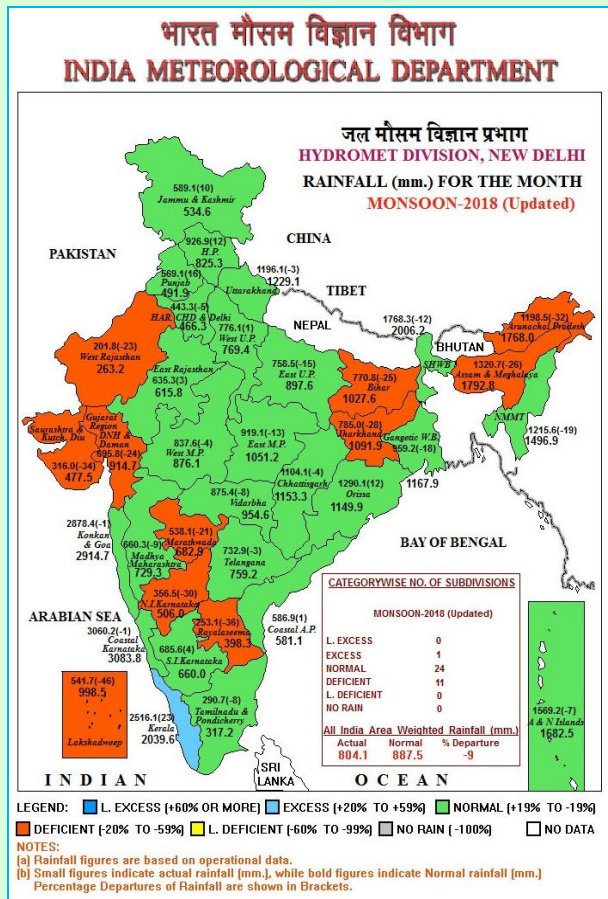 भारत मौसम विज्ञान विभाग
INDIA METEOROLOGICAL DEPARTMENT
जल मौसम विज्ञान प्रभाग
HYDROMET DIVISION, NEW DELHI
RAINFALL (mm.) FOR THE MONTH
MONSOON-2018 (Updated)
589.1(10)
Jammu & Kashmir
534.6
PAKISTAN
CHINA
TIBET
NEPAL
BHUTAN
926.9(12)
H.P.
825.3
569.1(16)
Punjab
491.9
1196.1(-3)
1229.1
Uttarakhand
443.3(-5)
HAR. CHD & Delhi
466.3
776.1(1)
West U.P.
769.4
1768.3(-12)
2006.2
SHWB
1198.5(-32)
Arunachal Pradesh
1768.0
201.8(-23)
West Rajasthan
263.2
East Rajasthan
635.3(3)
615.8
758.5(-15)
East U.P.
897.6
770.8(-25)
Bihar
1027.6
1320.7(-26)
Assam & Meghalaya
1792.8
NMMT
1215.6(-19)
1496.9
Saurashtra &
Kutch, Diu
316.0(-34)
477.5
Gujarat
Region
DNH &
Daman
695.8(-24)
914.7
837.6(-4)
West M.P.
876.1
919.1(-13)
East M.P.
1051.2
785.0(-28)
Jharkhand
1091.9
Gangetic W.B.
959.2(-18)
1167.9
1104.1(-4)
Chhattisgarh
1153.3
1290.1(12)
Orissa
1149.9
875.4(-8)
Vidarbha
954.6
2878.4(-1)
Konkan
& Goa
2914.7
660.3(-9)
Madhya
Maharashtra
729.3
538.1(-21)
Marathwada
682.9
732.9(-3)
Telangana
759.2
BAY OF BENGAL
ARABIAN SEA
356.5(-30)
N.I.Karnataka
506.0
253.1(-36)
Rayalaseema
398.3
586.9(1)
Coastal A.P.
581.1
3060.2(-1)
Coastal
Karnataka
3083.8
685.6(4)
S.I.Karnataka
660.0
290.7(-8)
Tamilnadu &
Pondicherry
317.2
2516.1(23)
Kerala
2039.6
541.7(-46)
998.5
Lakshadweep
1569.2(-7)
A & N Islands
1682.5
CATEGORYWISE NO. OF SUBDIVISIONS
MONSOON-2018 (Updated)
L. EXCESS 0
EXCESS 1
NORMAL 24
DEFICIENT 11
L. DEFICIENT 0
NO RAIN 0
All India Area Weighted Rainfall (mm.)
Actual Normal % Departure
804.1 887.5 -9
SRI
LANKA
INDIAN OCEAN
LEGEND: L. EXCESS (+60% OR MORE) EXCESS (+20% TO +59%) NORMAL (+19% TO -19%)
DEFICIENT (-20% TO -59%) L. DEFICIENT (-60% TO -99%) NO RAIN (-100%) NO DATA
NOTES:
(a) Rainfall figures are based on operational data.
(b) Small figures indicate actual rainfall (mm.), while bold figures indicate Normal rainfall (mm.)
Percentage Departures of Rainfall are shown in Brackets.